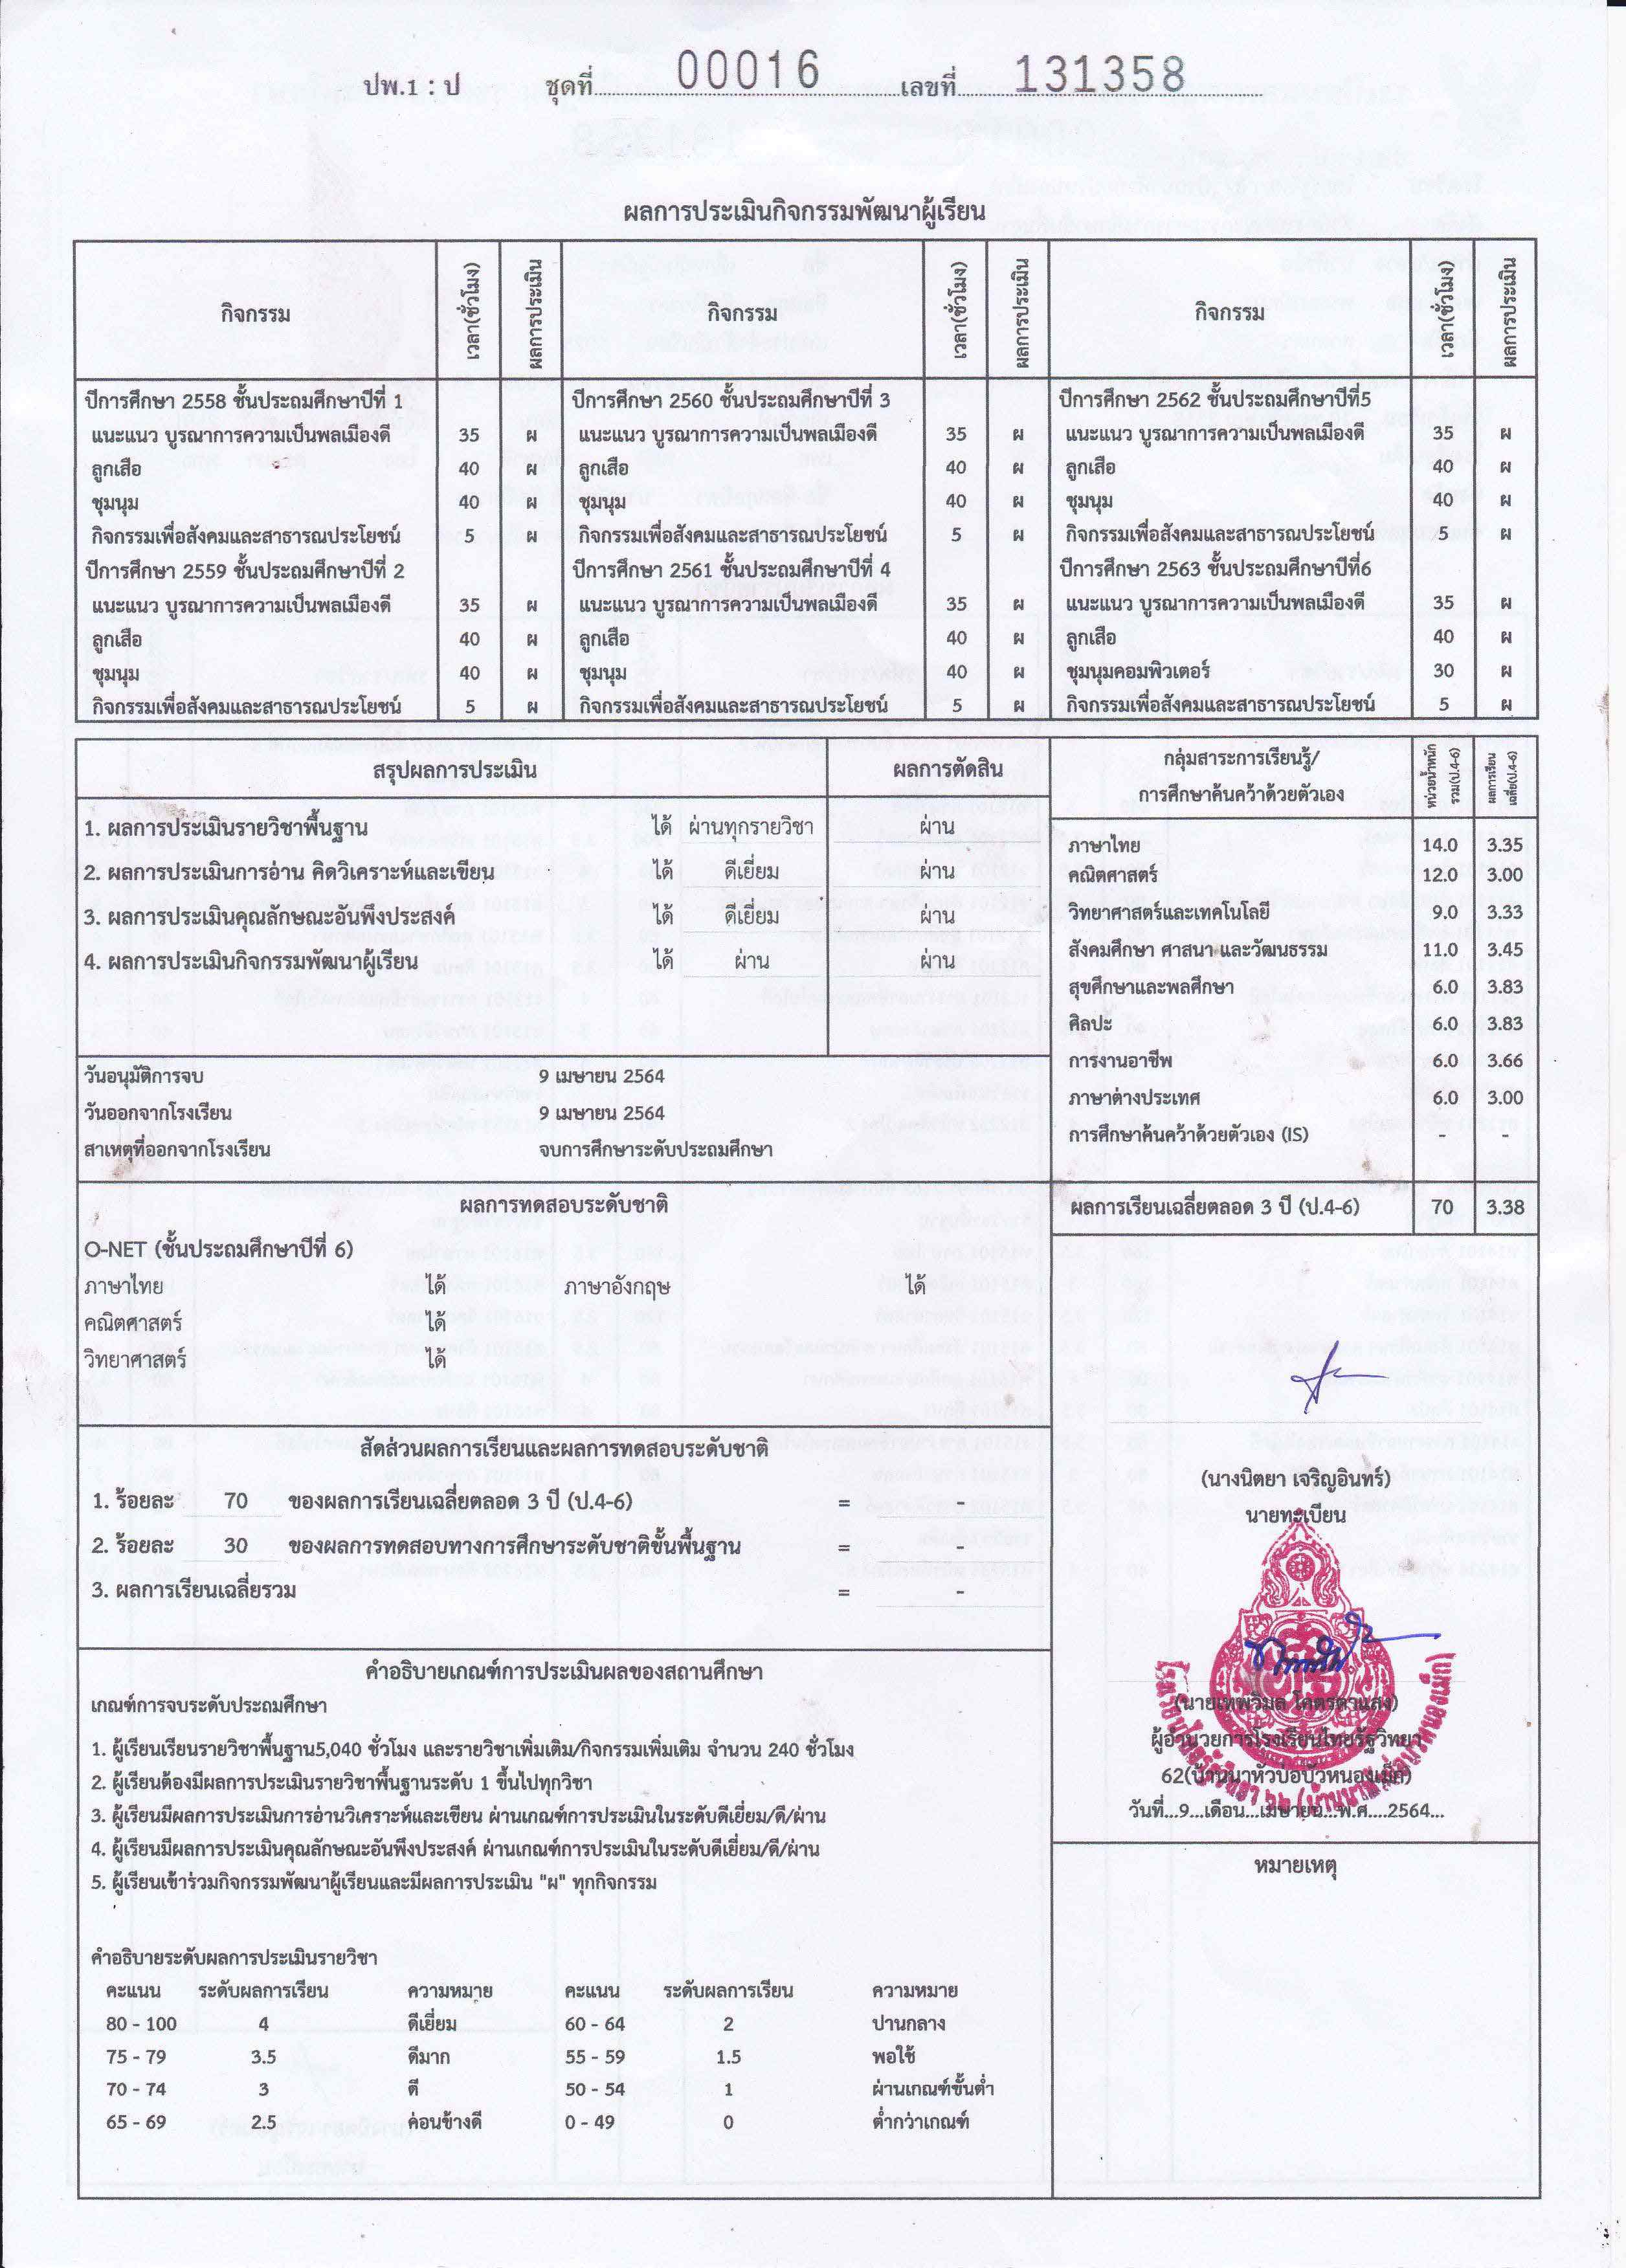 ปพ.1 : ป ชุดที่ 00016 เลขที่ 131358
ผลการประเมินกิจกรรมพัฒนาผู้เรียน
กิจกรรม เวลา(ชั่วโมง) ผลการประเมิน กิจกรรม เวลา(ชั่วโมง) ผลการประเมิน กิจกรรม เวลา(ชั่วโมง) ผลการประเมิน
ปีการศึกษา 2558 ชั้นประถมศึกษาปีที่ 1 ปีการศึกษา 2560 ชั้นประถมศึกษาปีที่ 3 ปีการศึกษา 2562 ชั้นประถมศึกษาปีที่5
แนะแนว บูรณาการความเป็นพลเมืองดี 35 ผ แนะแนว บูรณาการความเป็นพลเมืองดี 35 ผ แนะแนว บูรณาการความเป็นพลเมืองดี 35 ผ
ลูกเสือ 40 ผ ลูกเสือ 40 ผ ลูกเสือ 40 ผ
ชุมนุม 40 ผ ชุมนุม 40 ผ ชุมนุม 40 ผ
กิจกรรมเพื่อสังคมและสาธารณประโยชน์ 5 ผ กิจกรรมเพื่อสังคมและสาธารณประโยชน์ 5 ผ กิจกรรมเพื่อสังคมและสาธารณประโยชน์ 5 ผ
ปีการศึกษา 2559 ชั้นประถมศึกษาปีที่ 2 ปีการศึกษา 2561 ชั้นประถมศึกษาปีที่ 4 ปีการศึกษา 2563 ชั้นประถมศึกษาปีที่6
แนะแนว บูรณาการความเป็นพลเมืองดี 35 ผ แนะแนว บูรณาการความเป็นพลเมืองดี 35 ผ แนะแนว บูรณาการความเป็นพลเมืองดี 35 ผ
ลูกเสือ 40 ผ ลูกเสือ 40 ผ ลูกเสือ 40 ผ
ชุมนุม 40 ผ ชุมนุม 40 ผ ชุมนุมคอมพิวเตอร์ 30 ผ
กิจกรรมเพื่อสังคมและสาธารณประโยชน์ 5 ผ กิจกรรมเพื่อสังคมและสาธารณประโยชน์ 5 ผ กิจกรรมเพื่อสังคมและสาธารณประโยชน์ 5 ผ
สรุปผลการประเมิน ผลการตัดสิน
1. ผลการประเมินรายวิชาพื้นฐาน ได้ ผ่านทุกรายวิชา ผ่าน
2. ผลการประเมินการอ่าน คิดวิเคราะห์และเขียน ได้ ดีเยี่ยม ผ่าน
3. ผลการประเมินคุณลักษณะอันพึงประสงค์ ได้ ดีเยี่ยม ผ่าน
4. ผลการประเมินกิจกรรมพัฒนาผู้เรียน ได้ ผ่าน ผ่าน
วันอนุมัติการจบ 9 เมษายน 2564
วันออกจากโรงเรียน 9 เมษายน 2564
สาเหตุที่ออกจากโรงเรียน จบการศึกษาระดับประถมศึกษา
ผลการทดสอบระดับชาติ
O-NET (ชั้นประถมศึกษาปีที่ 6)
ภาษาไทย ได้ ภาษาอังกฤษ ได้
คณิตศาสตร์ ได้
วิทยาศาสตร์ ได้
สัดส่วนผลการเรียนและผลการทดสอบระดับชาติ
1. ร้อยละ 70 ของผลการเรียนเฉลี่ยตลอด 3 ปี (ป.4-6) = -
2. ร้อยละ 30 ของผลการทดสอบทางการศึกษาระดับชาติขั้นพื้นฐาน = -
3. ผลการเรียนเฉลี่ยรวม = -
คำอธิบายเกณฑ์การประเมินผลของสถานศึกษา
เกณฑ์การจบระดับประถมศึกษา
1. ผู้เรียนเรียนรายวิชาพื้นฐาน5,040 ชั่วโมง และรายวิชาเพิ่มเติม/กิจกรรมเพิ่มเติม จำนวน 240 ชั่วโมง
2. ผู้เรียนต้องมีผลการประเมินรายวิชาพื้นฐานระดับ 1 ขึ้นไปทุกวิชา
3. ผู้เรียนมีผลการประเมินการอ่านวิเคราะห์และเขียน ผ่านเกณฑ์การประเมินในระดับดีเยี่ยม/ดี/ผ่าน
4. ผู้เรียนมีผลการประเมินคุณลักษณะอันพึงประสงค์ ผ่านเกณฑ์การประเมินในระดับดีเยี่ยม/ดี/ผ่าน
5. ผู้เรียนเข้าร่วมกิจกรรมพัฒนาผู้เรียนและมีผลการประเมิน "ผ" ทุกกิจกรรม
คำอธิบายระดับผลการประเมินรายวิชา
คะแนน ระดับผลการเรียน ความหมาย คะแนน ระดับผลการเรียน ความหมาย
80 - 100 4 ดีเยี่ยม 60 - 64 2 ปานกลาง
75 - 79 3.5 ดีมาก 55 - 59 1.5 พอใช้
70 - 74 3 ดี 50 - 54 1 ผ่านเกณฑ์ขั้นต่ำ
65 - 69 2.5 ค่อนข้างดี 0 - 49 0 ต่ำกว่าเกณฑ์
กลุ่มสาระการเรียนรู้/ หน่วยน้ำหนัก ผลการเรียน
การศึกษาค้นคว้าด้วยตัวเอง รวม(ป.4-6) เฉลี่ย(ป.4-6)
ภาษาไทย 14.0 3.35
คณิตศาสตร์ 12.0 3.00
วิทยาศาสตร์และเทคโนโลยี 9.0 3.33
สังคมศึกษา ศาสนา และวัฒนธรรม 11.0 3.45
สุขศึกษาและพลศึกษา 6.0 3.83
ศิลปะ 6.0 3.83
การงานอาชีพ 6.0 3.66
ภาษาต่างประเทศ 6.0 3.00
การศึกษาค้นคว้าด้วยตัวเอง (IS) - -
ผลการเรียนเฉลี่ยตลอด 3 ปี (ป.4-6) 70 3.38
(นางนิตยา เจริญอินทร์)
นายทะเบียน
(นายเทพวิมล โคตรคาแสง)
ผู้อำนวยการโรงเรียนไทยรัฐวิทยา
62(บ้านนาหัวบ่อบัวหนองเม็ก)
วันที่...9...เดือน...เมษายน...พ.ศ....2564...
หมายเหตุ